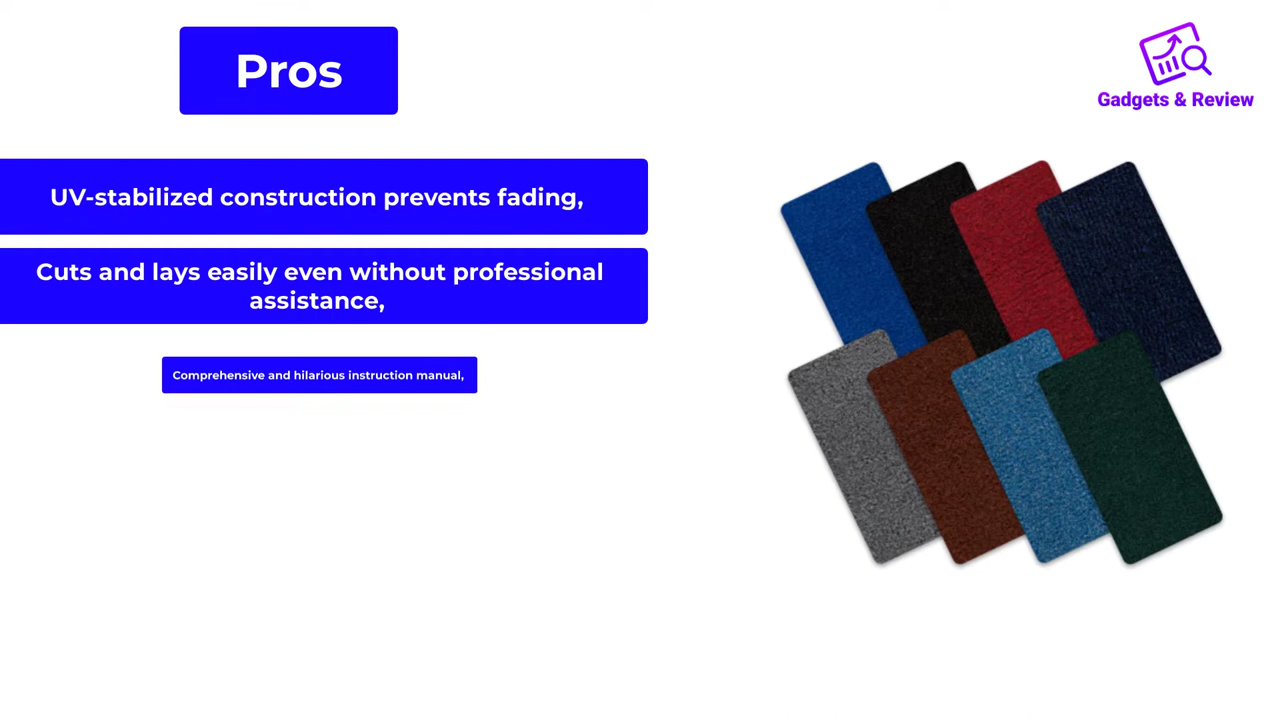 Pros
Gadgets & Review
UV-stabilized construction prevents fading,
Cuts and lays easily even without professional
assistance,
Comprehensive and hilarious instruction manual,